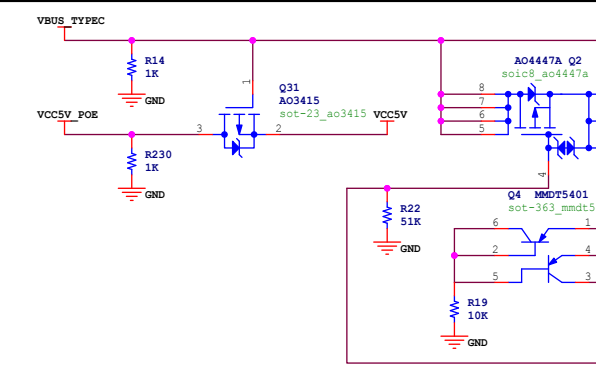 VBUS_TYPEC
R14
1K
GND
1
Q31
AO3415
sot-23_ao3415
VCC5V_POE
3
2
VCC5V
R230
1K
GND
AO4447A Q2
soic8_ao4447a
8
7
6
5
4
R22
51K
GND
Q4 MMDT5401
sot-363_mmdt5
6
1
2
4
5
3
R19
10K
GND